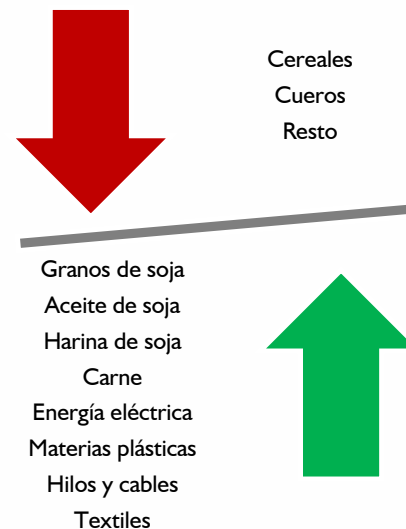 Cereales
Cueros
Resto
Granos de soja
Aceite de soja
Harina de soja
Carne
Energía eléctrica
Materias plásticas
Hilos y cables
Textiles